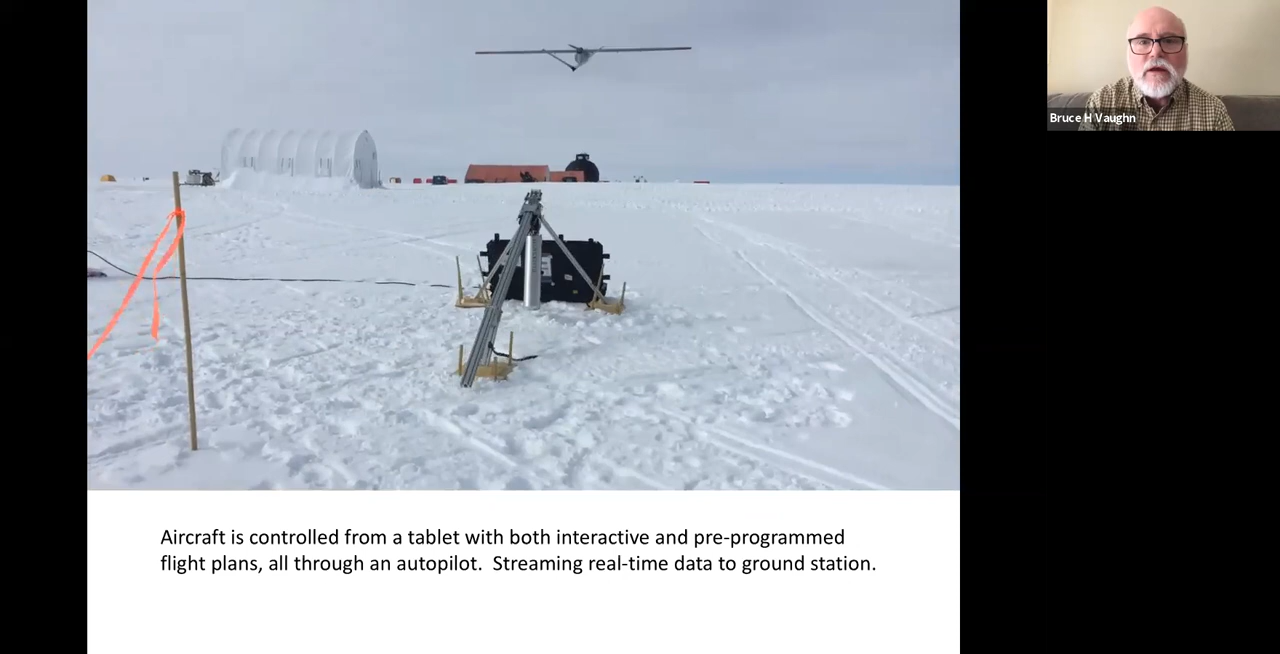 Bruce H Vaughn
Aircraft is controlled from a tablet with both interactive and pre-programmed
flight plans, all through an autopilot.  Streaming real-time data to ground station.